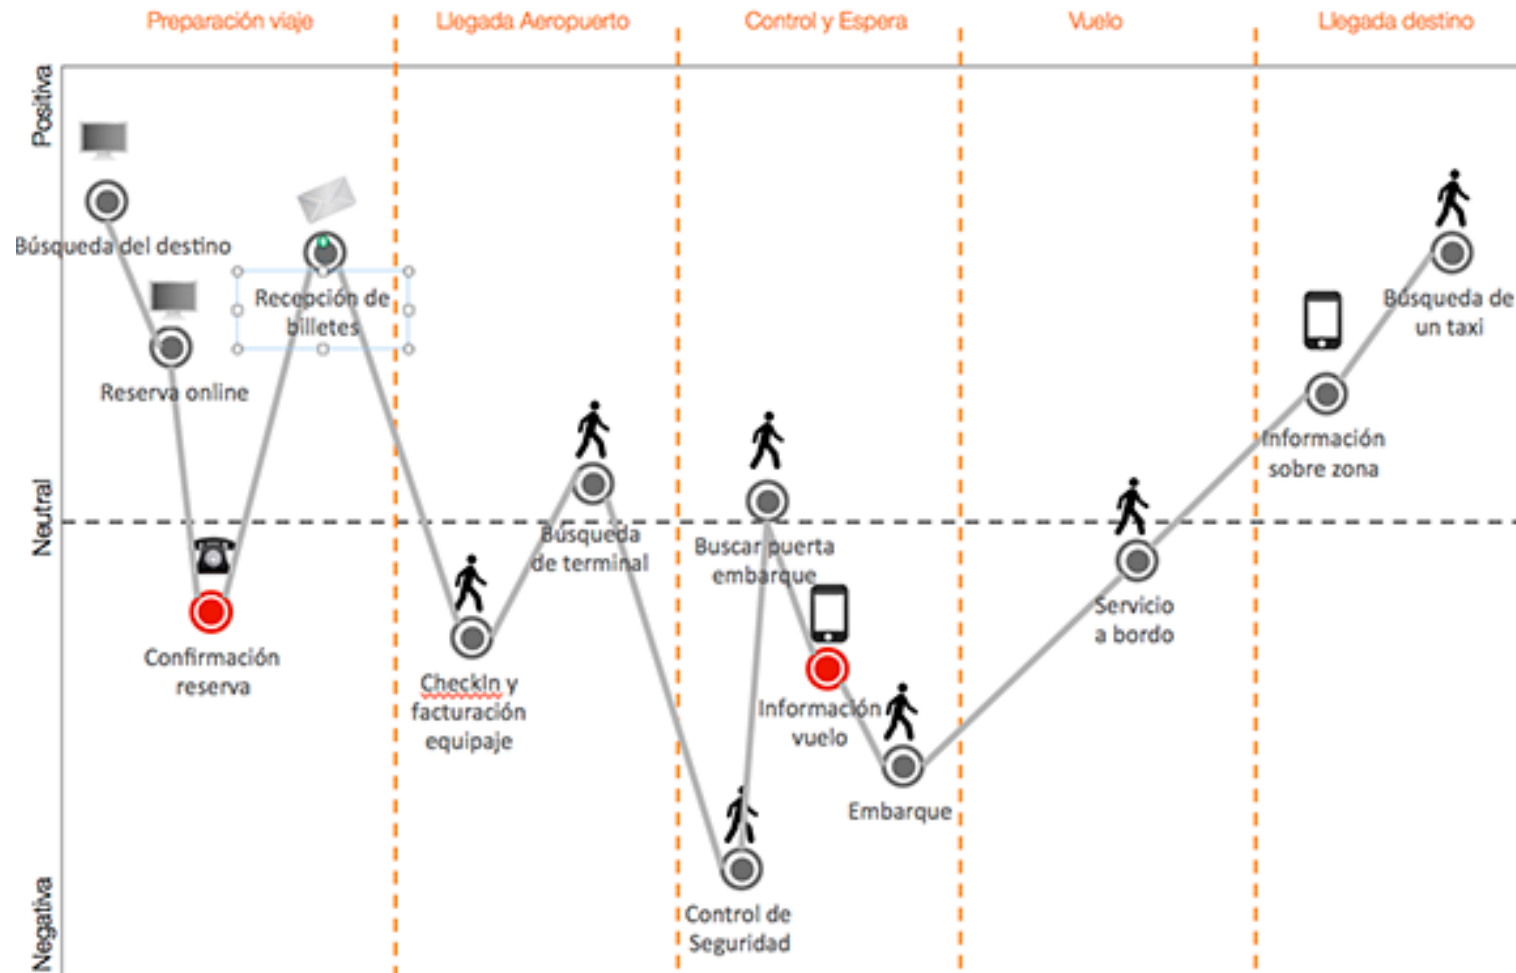 Preparación viaje
Llegada Aeropuerto
Control y Espera
Vuelo
Llegada destino
Positiva
Neutral
Negativa
Búsqueda del destino
Reserva online
Confirmación
reserva
Recepción de
billetes
CheckIn y
facturación
equipaje
Búsqueda
de terminal
Control de
Seguridad
Buscar puerta
embarque
Información
vuelo
Embarque
Servicio
a bordo
Información
sobre zona
Búsqueda de
un taxi